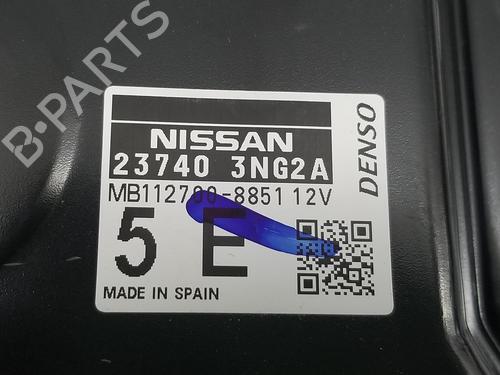 NISSAN
23740 3NG2A
MB112700-8851 12V
5 E
MADE IN SPAIN
DENSO
B-PARTS